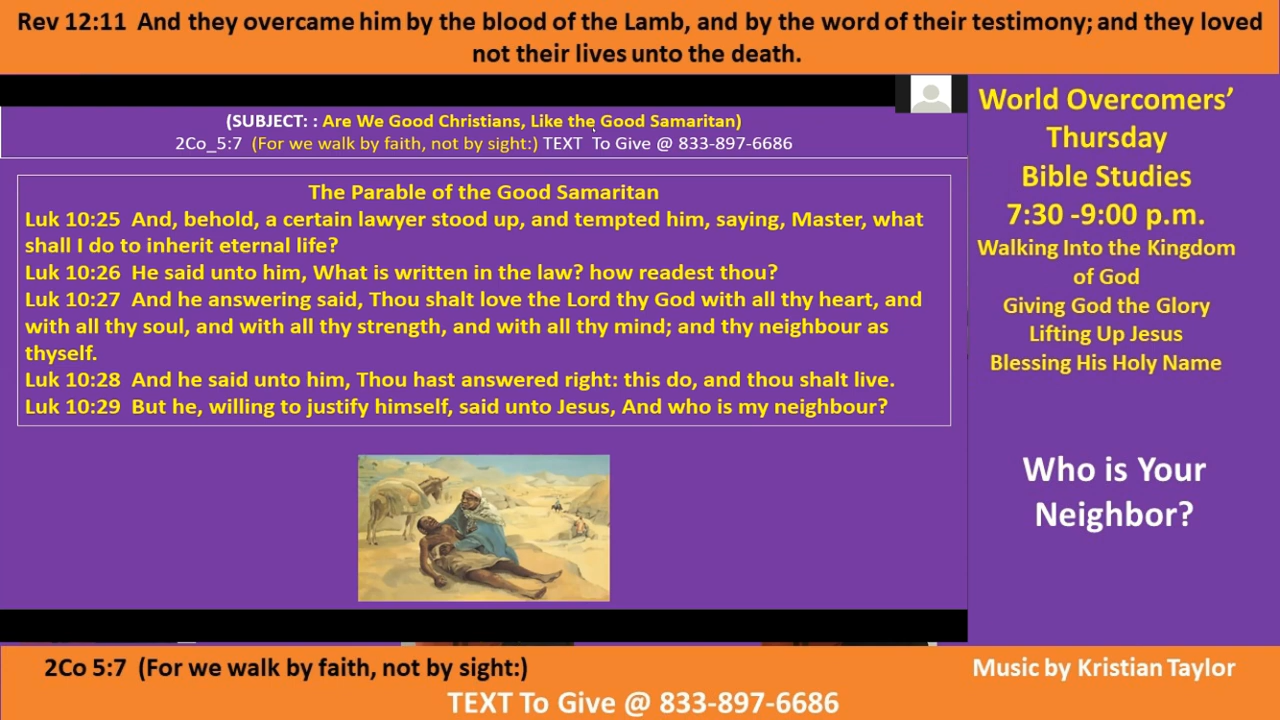 Rev 12:11  And they overcame him by the blood of the Lamb, and by the word of their testimony; and they loved
not their lives unto the death.
(SUBJECT: : Are We Good Christians, Like the Good Samaritan)
2Co_5:7  (For we walk by faith, not by sight:) TEXT  To Give @ 833-897-6686
The Parable of the Good Samaritan
Luk 10:25  And, behold, a certain lawyer stood up, and tempted him, saying, Master, what
shall I do to inherit eternal life?
Luk 10:26  He said unto him, What is written in the law? how readest thou?
Luk 10:27  And he answering said, Thou shalt love the Lord thy God with all thy heart, and
with all thy soul, and with all thy strength, and with all thy mind; and thy neighbour as
thyself.
Luk 10:28  And he said unto him, Thou hast answered right: this do, and thou shalt live.
Luk 10:29  But he, willing to justify himself, said unto Jesus, And who is my neighbour?
World Overcomers’
Thursday
Bible Studies
7:30 -9:00 p.m.
Walking Into the Kingdom
of God
Giving God the Glory
Lifting Up Jesus
Blessing His Holy Name
Who is Your
Neighbor?
2Co 5:7  (For we walk by faith, not by sight:)
Music by Kristian Taylor
TEXT To Give @ 833-897-6686